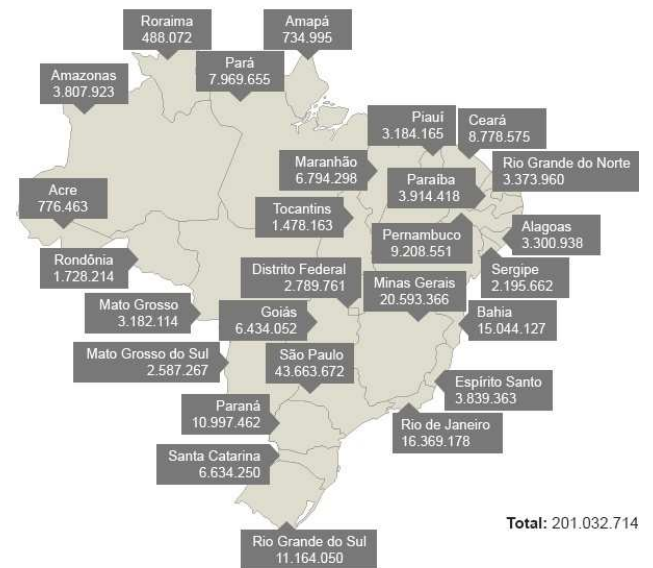 Roraima
488.072
Amapá
734.995
Pará
7.969.655
Amazonas
3.807.923
Piauí
3.184.165
Ceará
8.778.575
Maranhão
6.794.298
Rio Grande do Norte
3.373.960
Paraíba
3.914.418
Acre
776.463
Tocantins
1.478.163
Pernambuco
9.208.551
Alagoas
3.300.938
Rondônia
1.728.214
Distrito Federal
2.789.761
Minas Gerais
20.593.366
Sergipe
2.195.662
Mato Grosso
3.182.114
Goiás
6.434.052
Bahia
15.044.127
Mato Grosso do Sul
2.587.267
São Paulo
43.663.672
Espírito Santo
3.839.363
Paraná
10.997.462
Rio de Janeiro
16.369.178
Santa Catarina
6.634.250
Total: 201.032.714
Rio Grande do Sul
11.164.050